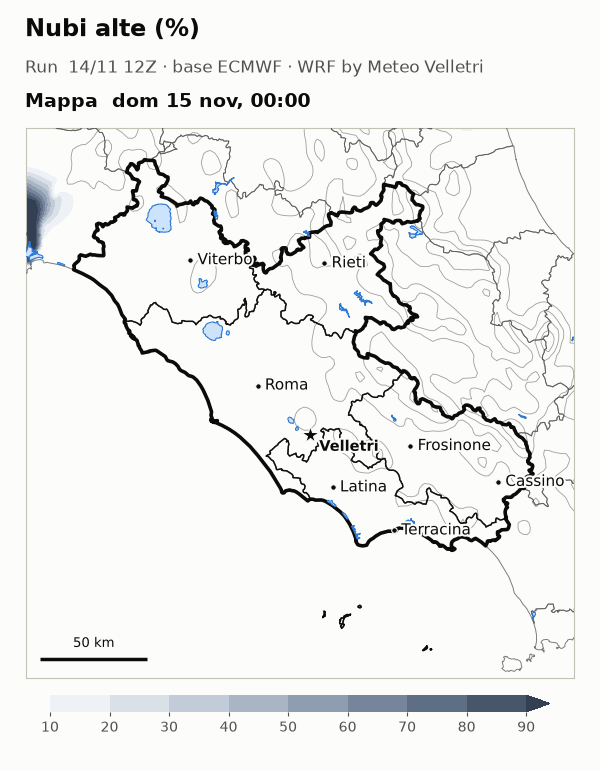 Nubi alte (%)
Run 14/11 12Z · base ECMWF · WRF by Meteo Velletri
Mappa dom 15 nov, 00:00
Viterbo
Rieti
Roma
Velletri
Frosinone
Latina
Cassino
Terracina
50 km
10 20 30 40 50 60 70 80 90